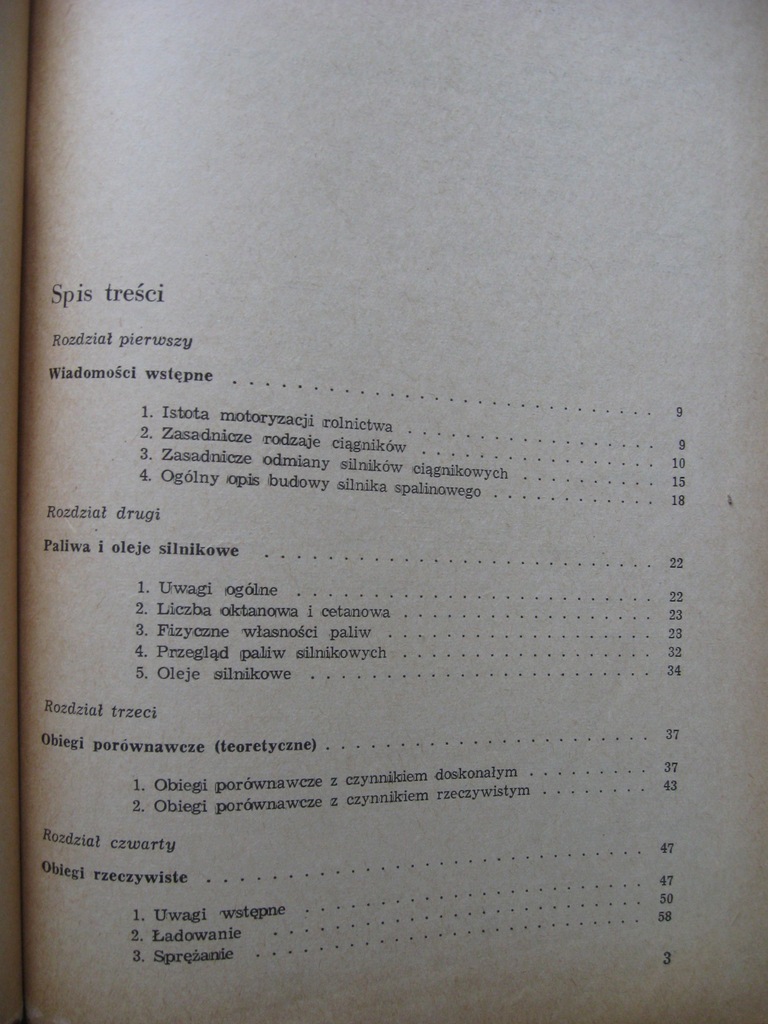 Spis treści
Rozdział pierwszy
Wiadomości wstępne . . . . . . . . . . . . . . . . . . . . . . . . . . 9
1. Istota motoryzacji rolnictwa . . . . . . . . . . . . . . . 9
2. Zasadnicze rodzaje ciągników . . . . . . . . . . . . . . 10
3. Zasadnicze odmiany silników ciągnikowych . . . . . . . . 15
4. Ogólny opis budowy silnika spalinowego . . . . . . . . . . 18
Rozdział drugi
Paliwa i oleje silnikowe . . . . . . . . . . . . . . . . . . . . . . . . 22
1. Uwagi ogólne . . . . . . . . . . . . . . . . . . . . . . 22
2. Liczba oktanowa i cetanowa . . . . . . . . . . . . . . . 23
3. Fizyczne własności paliw . . . . . . . . . . . . . . . . 23
4. Przegląd paliw silnikowych . . . . . . . . . . . . . . . 32
5. Oleje silnikowe . . . . . . . . . . . . . . . . . . . . . 34
Rozdział trzeci
Obiegi porównawcze (teoretyczne) . . . . . . . . . . . . . . . . . . . . 37
1. Obiegi porównawcze z czynnikiem doskonałym . . . . . . . . 37
2. Obiegi porównawcze z czynnikiem rzeczywistym . . . . . . . 43
Rozdział czwarty
Obiegi rzeczywiste . . . . . . . . . . . . . . . . . . . . . . . . . . . 47
1. Uwagi wstępne . . . . . . . . . . . . . . . . . . . . . 47
2. Ładowanie . . . . . . . . . . . . . . . . . . . . . . . 50
3. Sprężanie . . . . . . . . . . . . . . . . . . . . . . . . 58
3